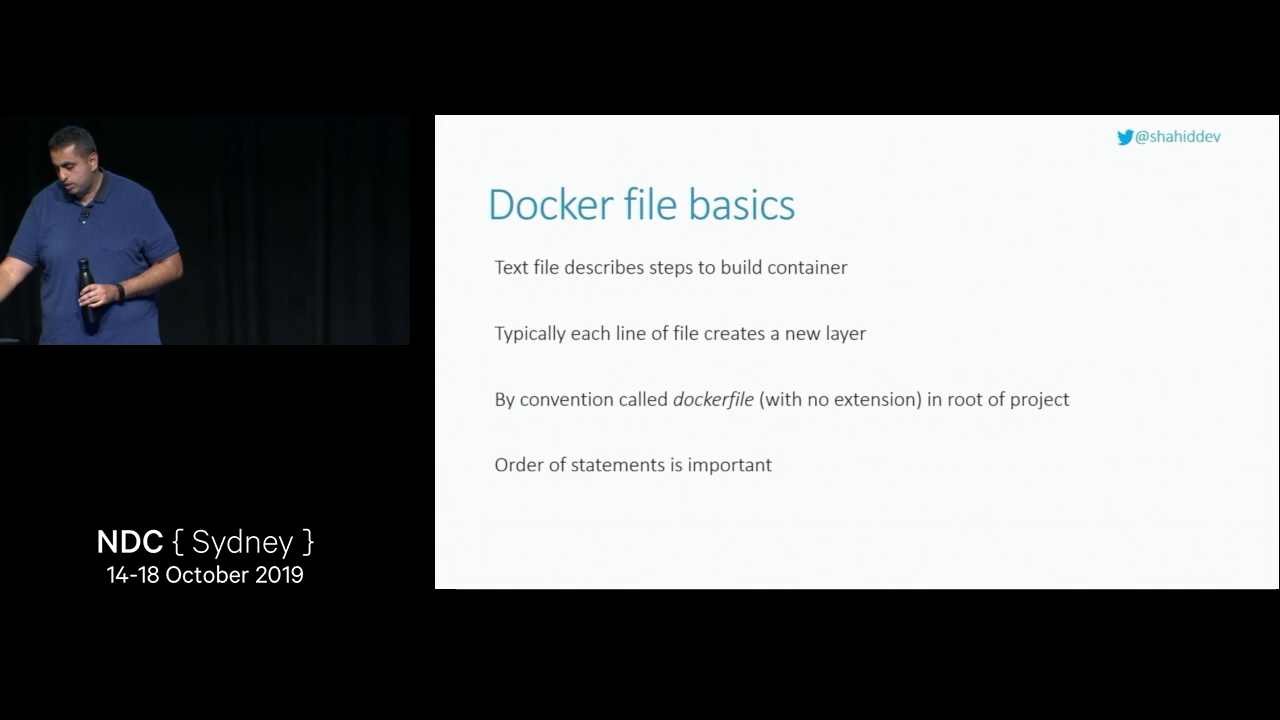 @shahiddev
Docker file basics
Text file describes steps to build container
Typically each line of file creates a new layer
By convention called dockerfile (with no extension) in root of project
Order of statements is important
NDC { Sydney }
14-18 October 2019